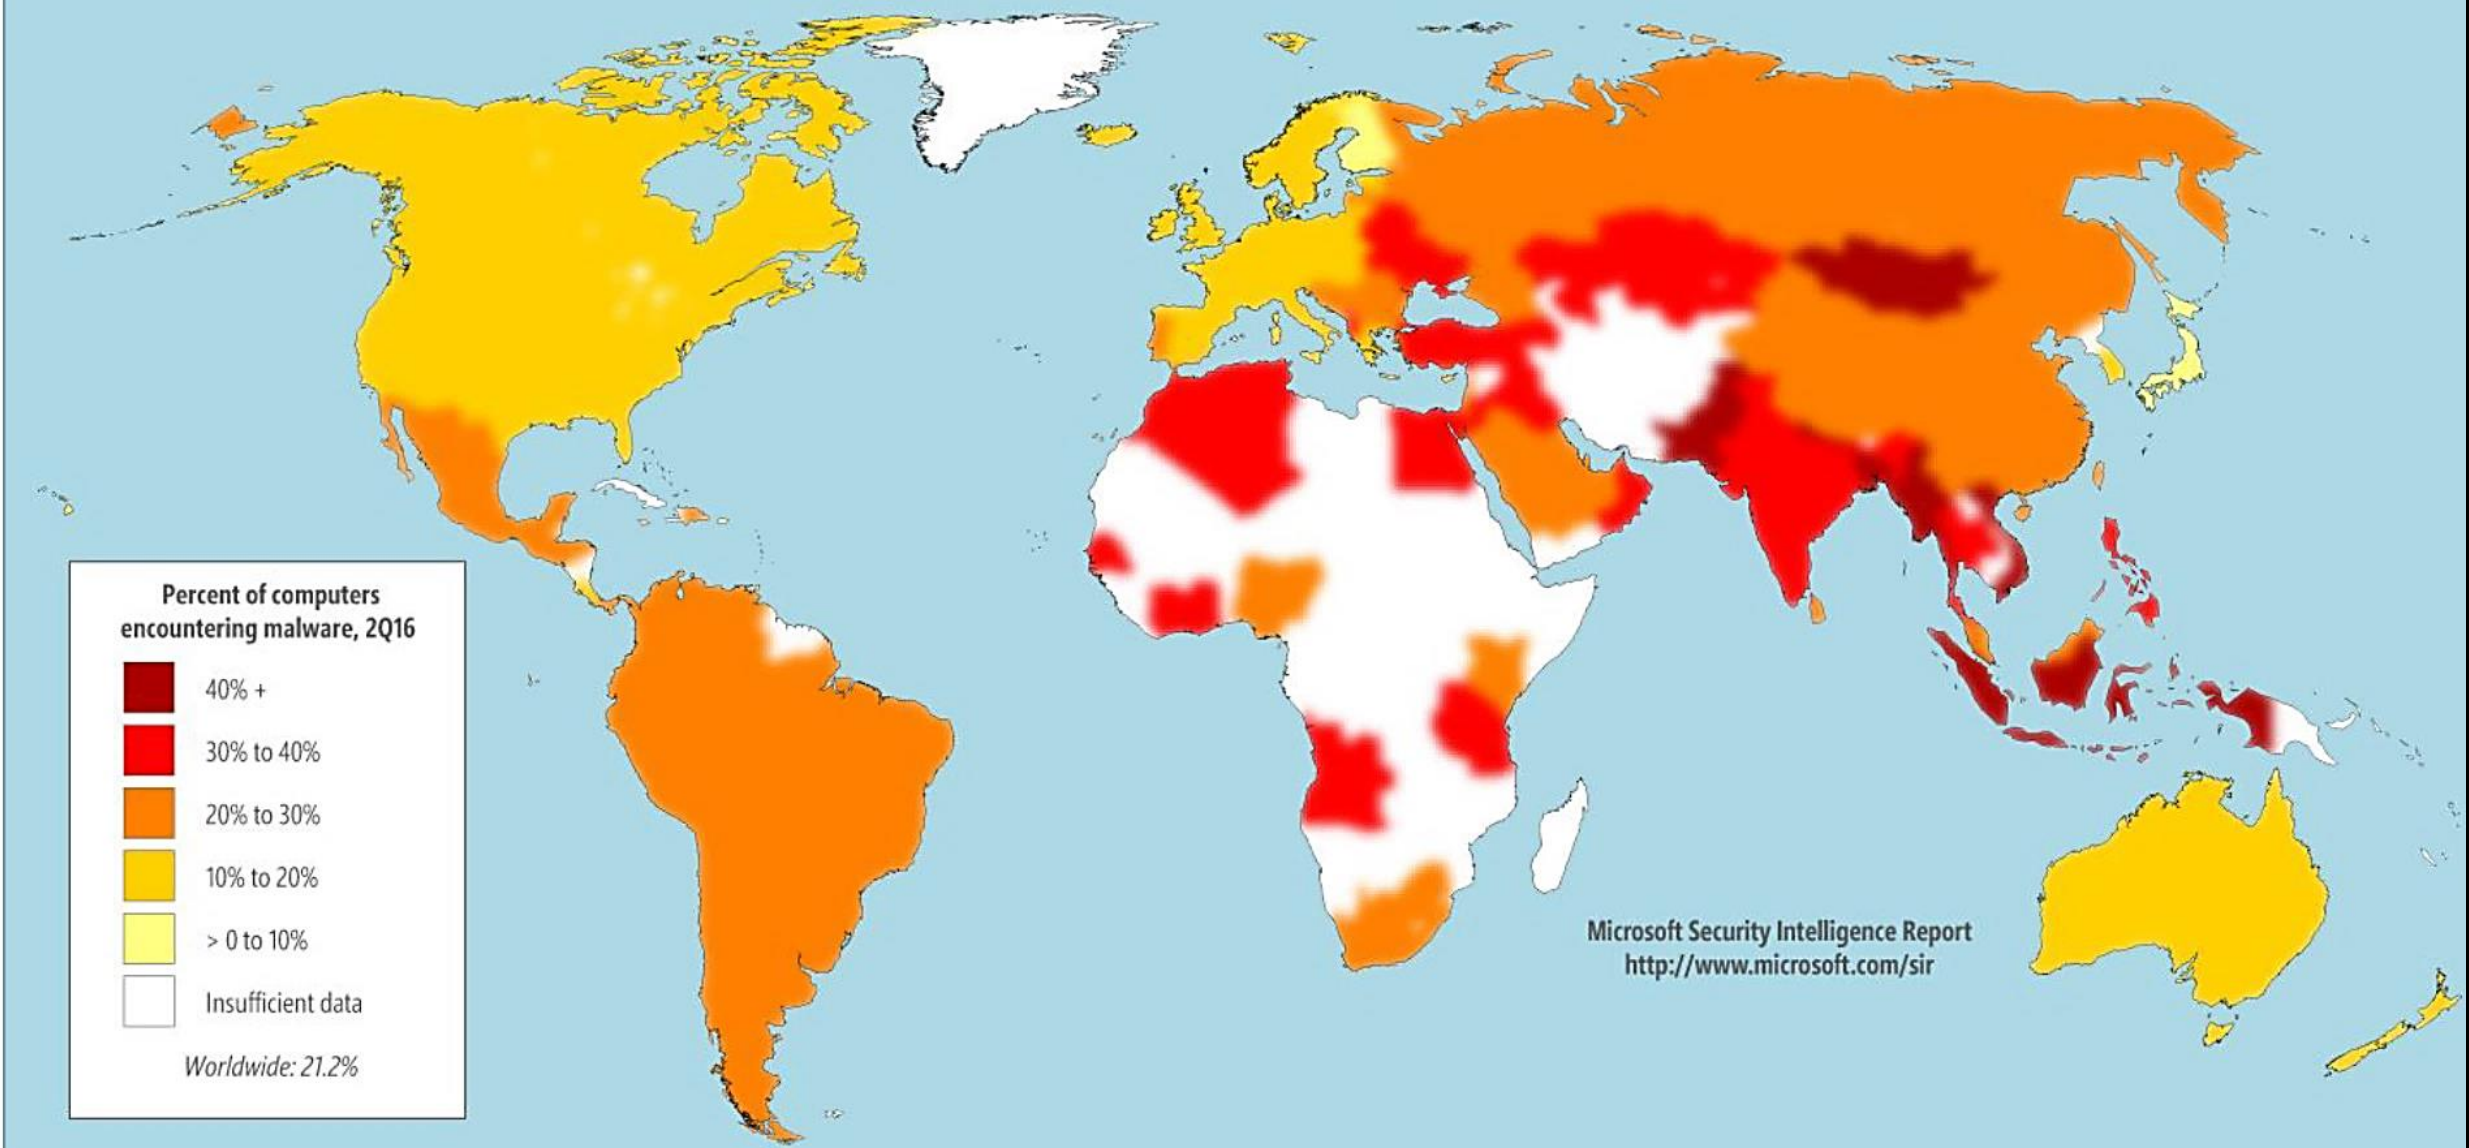 Percent of computers
encountering malware, 2Q16
40% +
30% to 40%
20% to 30%
10% to 20%
> 0 to 10%
Insufficient data
Worldwide: 21.2%
Microsoft Security Intelligence Report
http://www.microsoft.com/sir